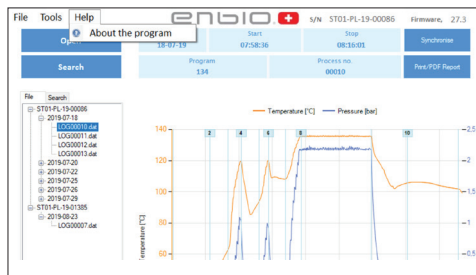 File Tools Help
enbio
S/N ST01-PL-19-00086 Firmware, 27.3
About the program
Start Stop
18-07-19 07:58:36 08:16:01 Synchronise
Search Program Process no. Print/PDF Report
134 00010
File Search
ST01-PL-19-00086
2019-07-18
LOG00010.dat
LOG00011.dat
LOG00012.dat
LOG00013.dat
2019-07-20
2019-07-22
2019-07-25
2019-07-26
2019-07-29
ST01-PL-19-01385
2019-08-23
LOG00007.dat
Temperature [°C] Pressure [bar]
2 4 6 8 10
140
120
100
80
60
2.5
2
1.5
1
0.5